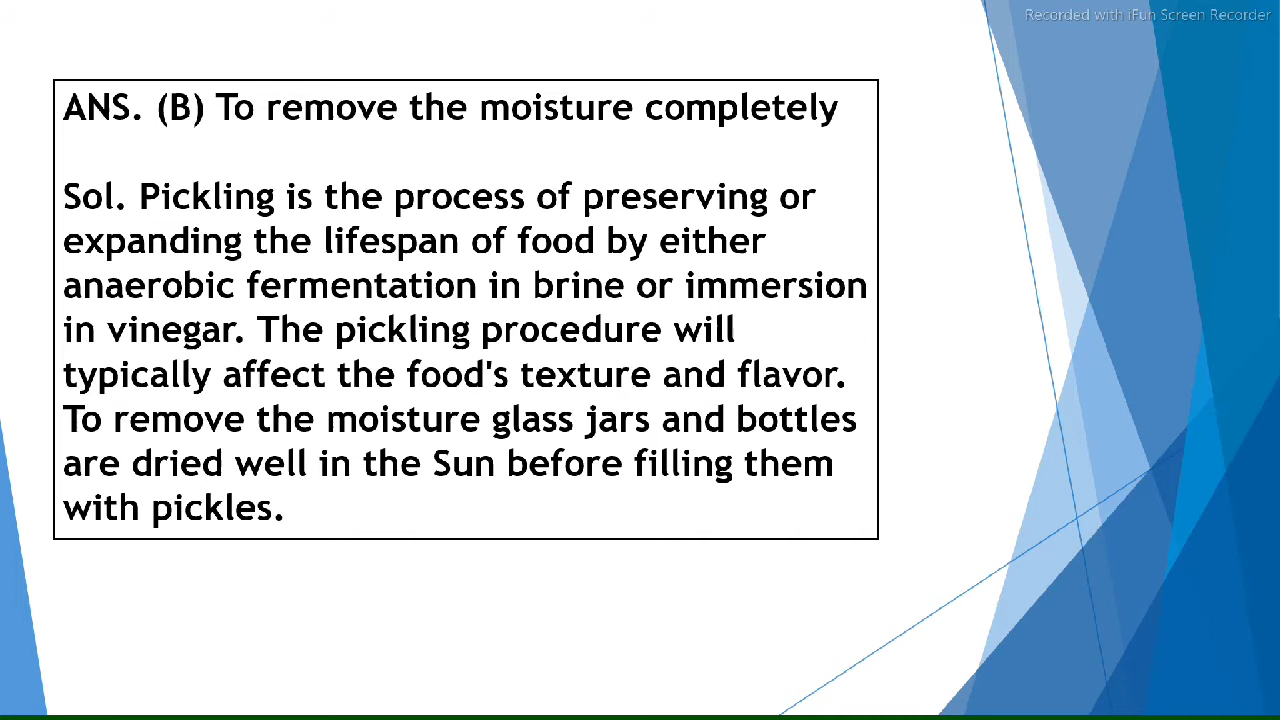 Recorded with iFun Screen Recorder
ANS. (B) To remove the moisture completely
Sol. Pickling is the process of preserving or
expanding the lifespan of food by either
anaerobic fermentation in brine or immersion
in vinegar. The pickling procedure will
typically affect the food's texture and flavor.
To remove the moisture glass jars and bottles
are dried well in the Sun before filling them
with pickles.